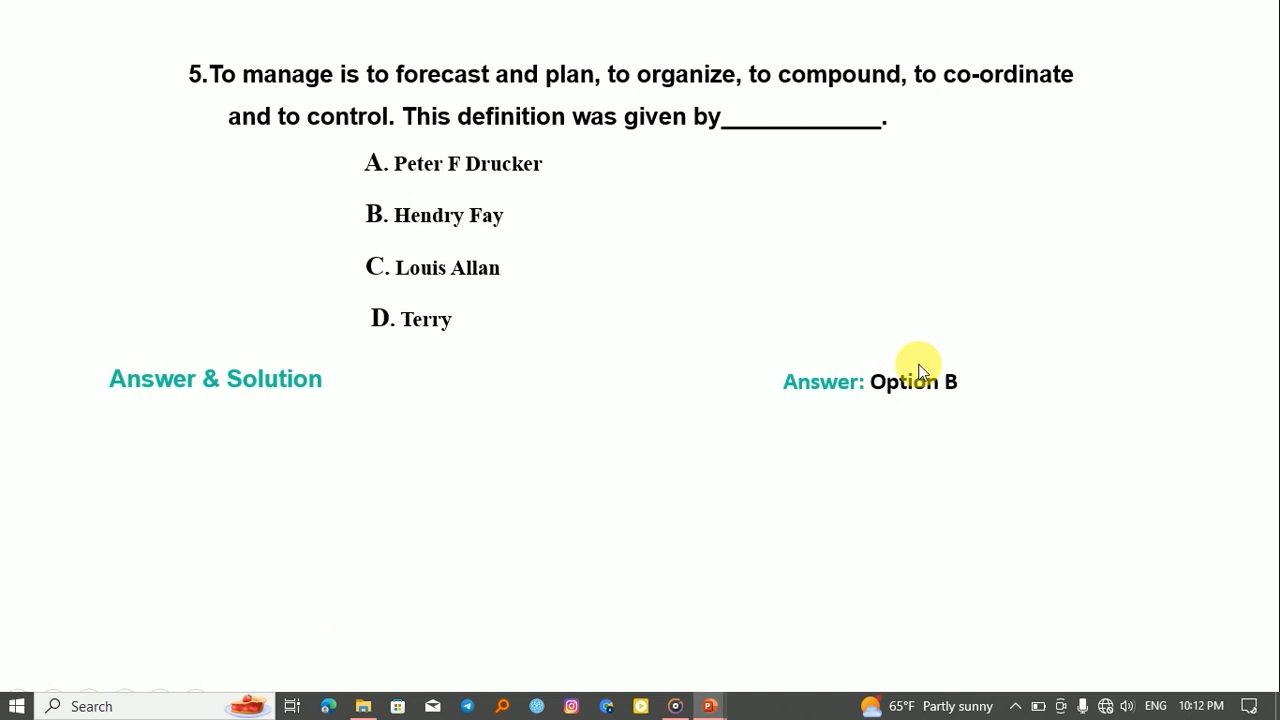 5.To manage is to forecast and plan, to organize, to compound, to co-ordinate
and to control. This definition was given by____________.
A. Peter F Drucker
B. Hendry Fay
C. Louis Allan
D. Terry
Answer & Solution
Answer: Option B
Search
65°F Partly sunny
ENG
10:12 PM